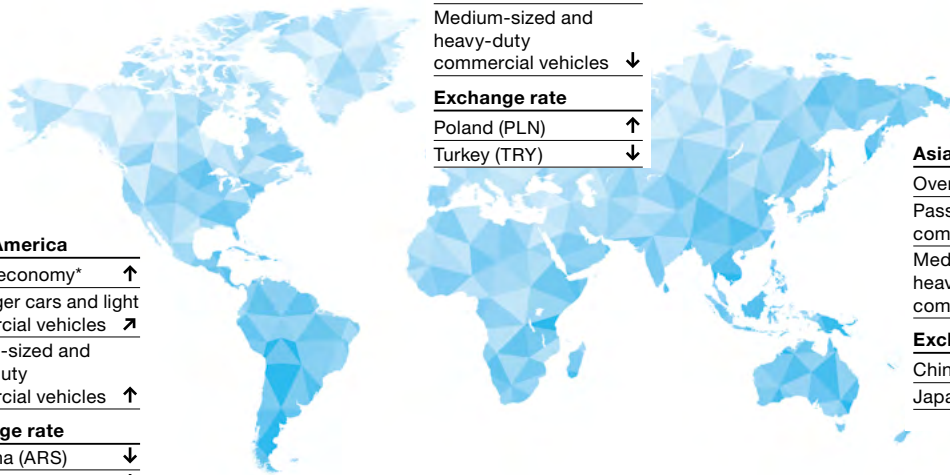 Medium-sized and
heavy-duty
commercial vehicles ↓
Exchange rate
Poland (PLN) ↑
Turkey (TRY) ↓
America
economy* ↑
ger cars and light
rcial vehicles ↗
-sized and
uty
rcial vehicles ↑
ge rate
na (ARS) ↓
Asia
Over
Pass
com
Med
heav
com
Excl
Chin
Japa